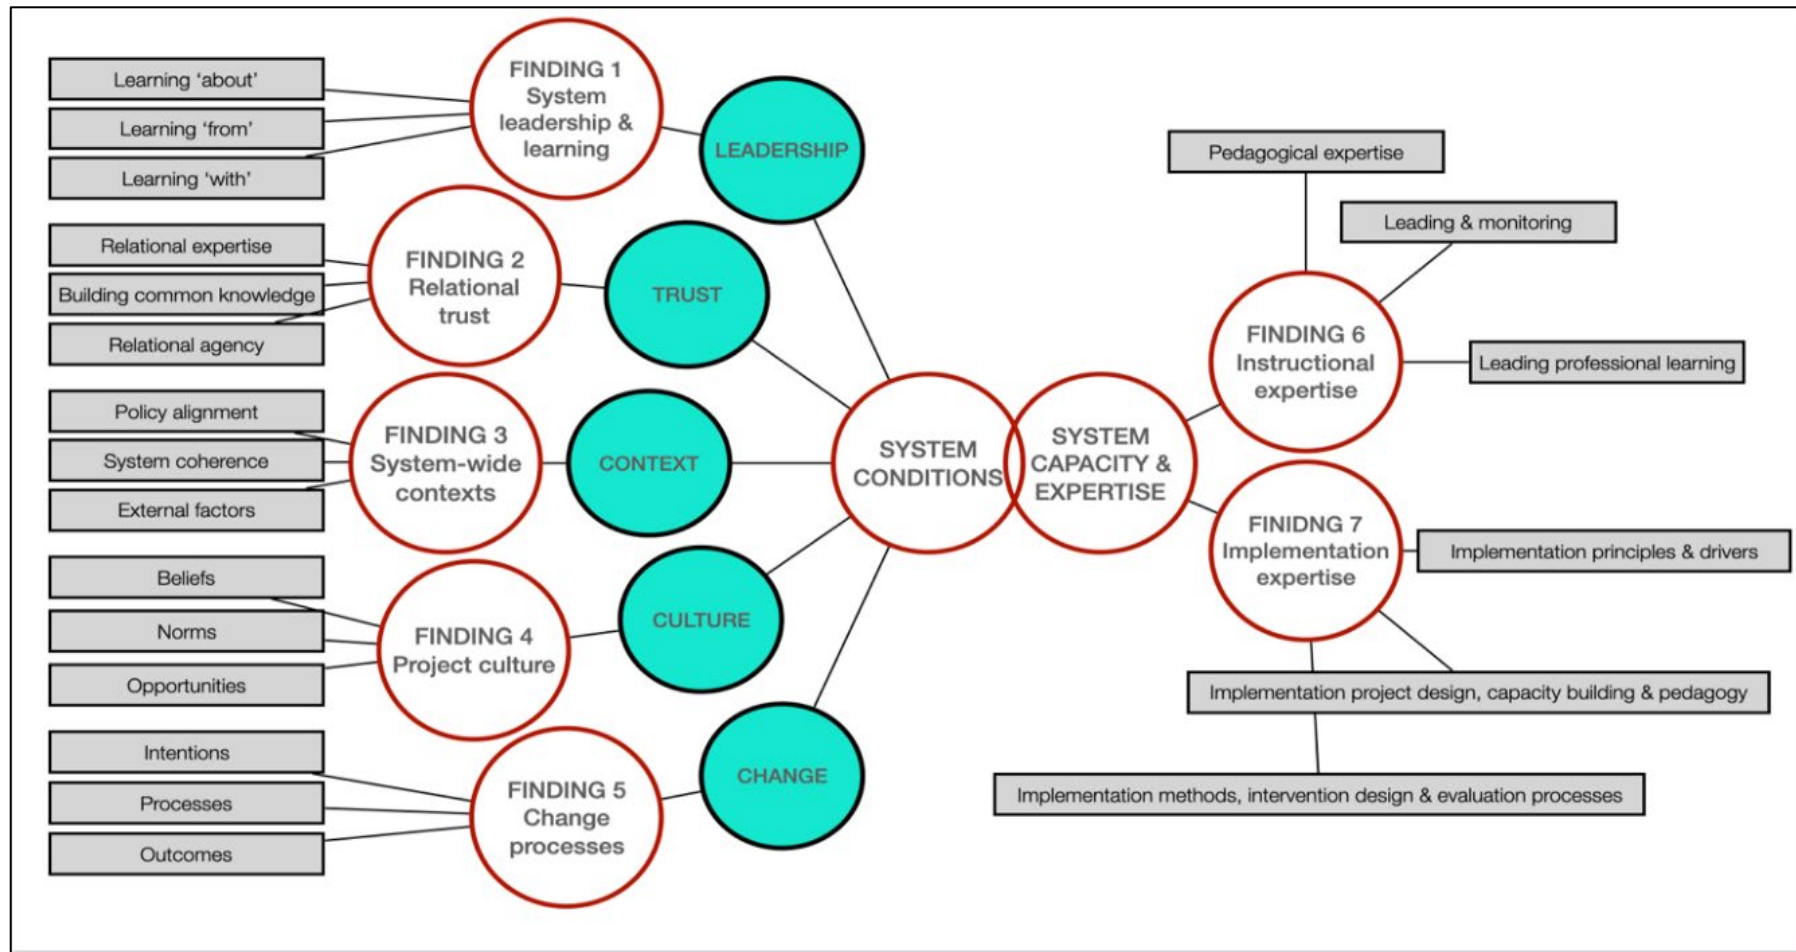 Learning ‘about’
Learning ‘from’
Learning ‘with’
FINDING 1
System
leadership &
learning
LEADERSHIP
Relational expertise
Building common knowledge
Relational agency
FINDING 2
Relational
trust
TRUST
Policy alignment
System coherence
External factors
FINDING 3
System-wide
contexts
CONTEXT
Beliefs
Norms
Opportunities
FINDING 4
Project culture
CULTURE
Intentions
Processes
Outcomes
FINDING 5
Change
processes
CHANGE
SYSTEM
CONDITIONS
SYSTEM
CAPACITY &
EXPERTISE
Pedagogical expertise
Leading & monitoring
FINDING 6
Instructional
expertise
Leading professional learning
FINIDNG 7
Implementation
expertise
Implementation principles & drivers
Implementation project design, capacity building & pedagogy
Implementation methods, intervention design & evaluation processes